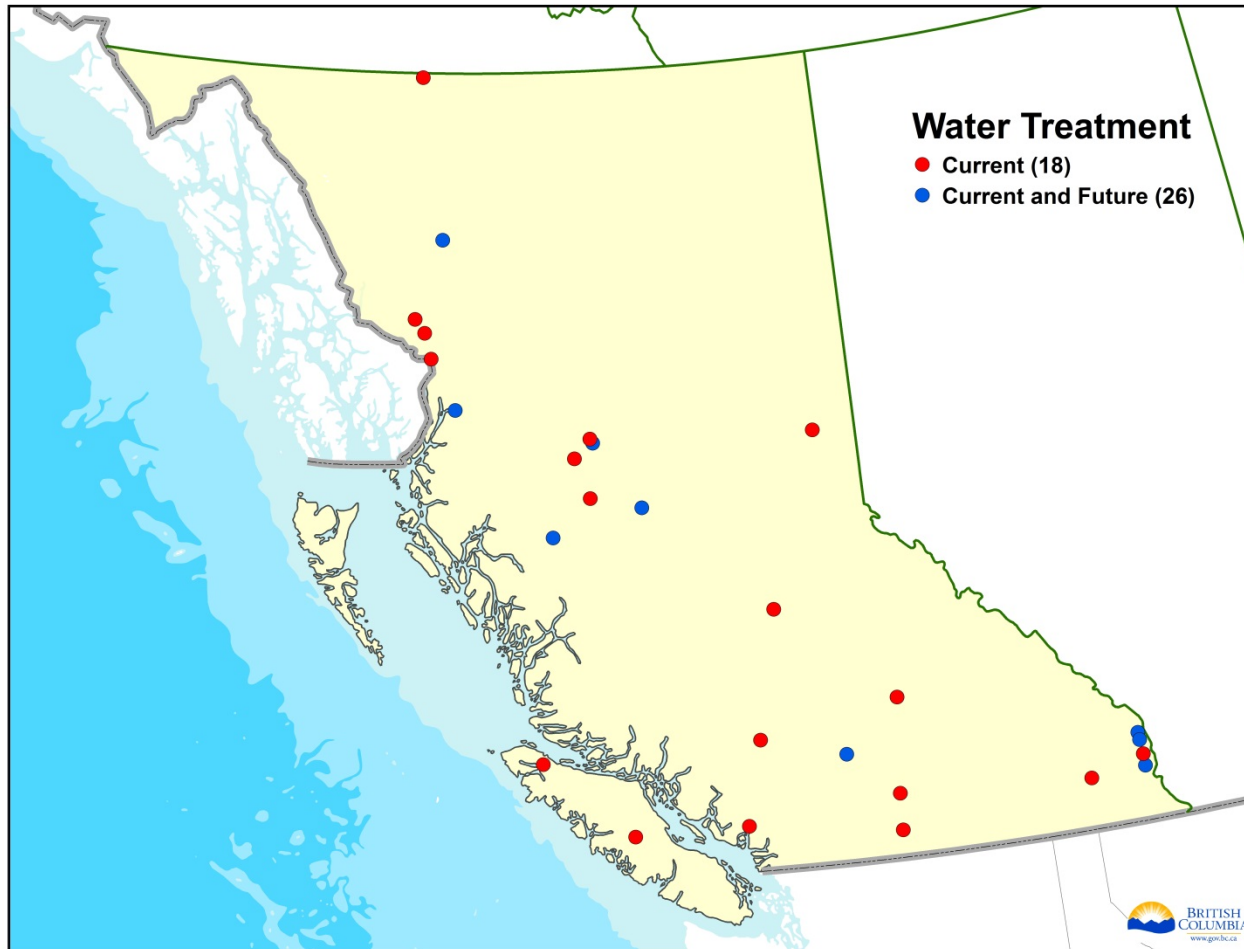 Water Treatment
Current (18)
Current and Future (26)
BRITISH
COLUMBIA
www.gov.bc.ca